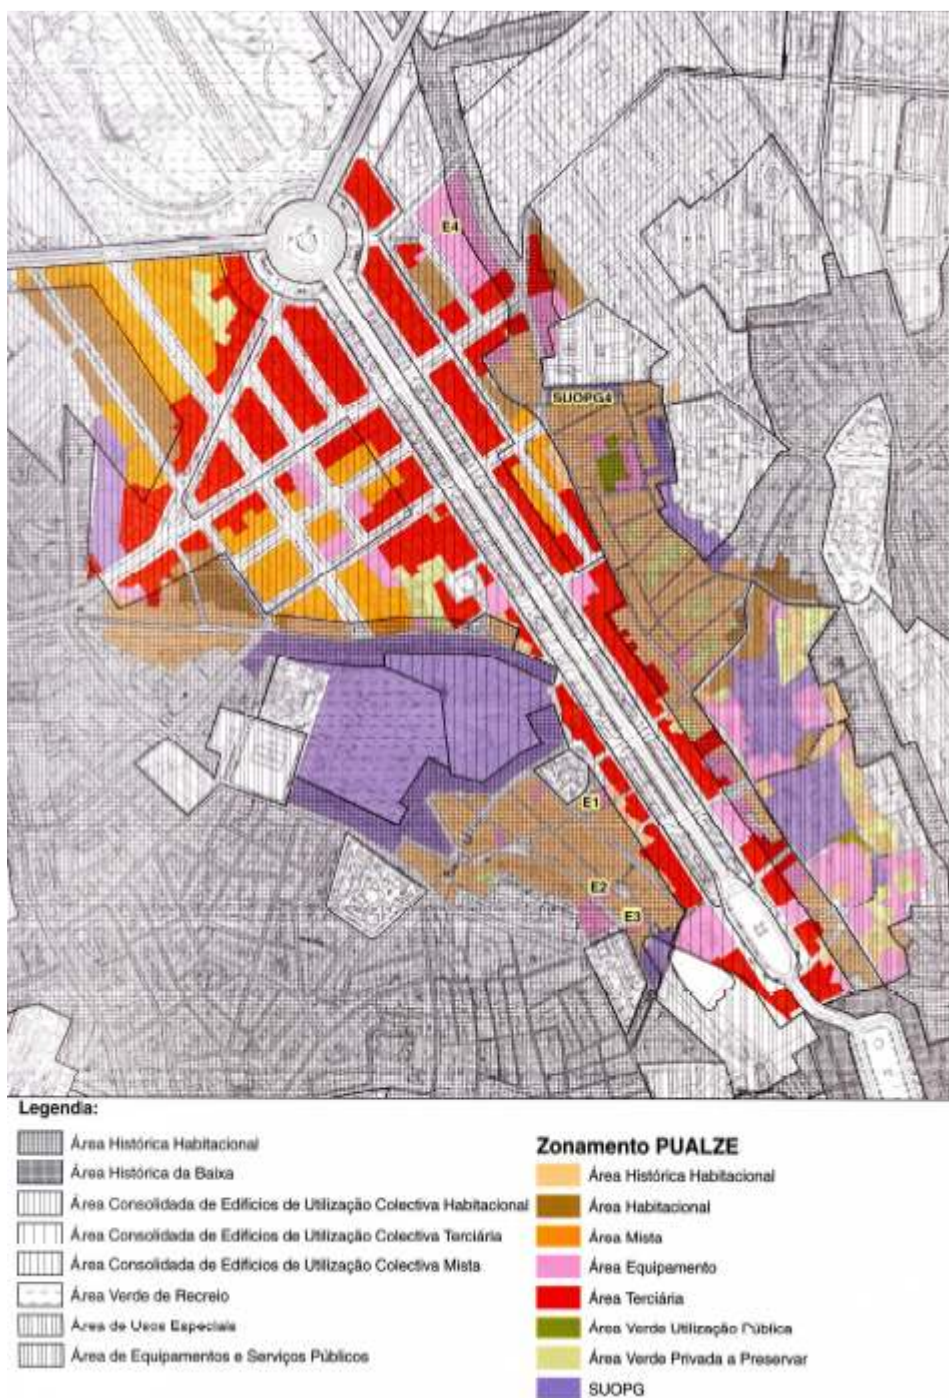 E4
SUOPG4
E1
E2
E3
Legendia:
Área Histórica Habitacional
Área Histórica da Baixa
Área Consolidada de Edifícios de Utilização Colectiva Habitacional
Área Consolidada de Edifícios de Utilização Colectiva Terciária
Área Consolidada de Edifícios de Utilização Colectiva Mista
Área Verde de Recreio
Área de Usos Especiais
Área de Equipamentos e Serviços Públicos
Zonamento PUALZE
Área Histórica Habitacional
Área Habitacional
Área Mista
Área Equipamento
Área Terciária
Área Verde Utilização Pública
Área Verde Privada a Preservar
SUOPG